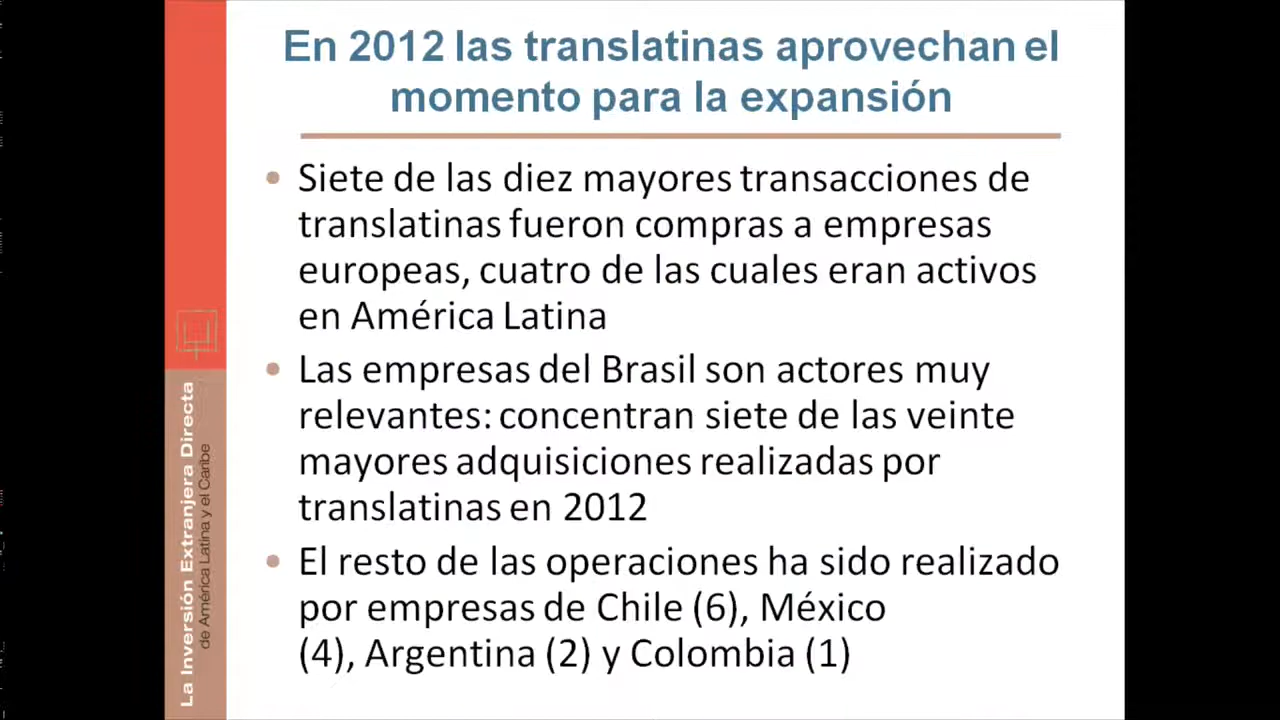 En 2012 las translatinas aprovechan el
momento para la expansión
• Siete de las diez mayores transacciones de
translatinas fueron compras a empresas
europeas, cuatro de las cuales eran activos
en América Latina
• Las empresas del Brasil son actores muy
relevantes: concentran siete de las veinte
mayores adquisiciones realizadas por
translatinas en 2012
• El resto de las operaciones ha sido realizado
por empresas de Chile (6), México
(4), Argentina (2) y Colombia (1)
La Inversión Extranjera Directa
de América Latina y el Caribe